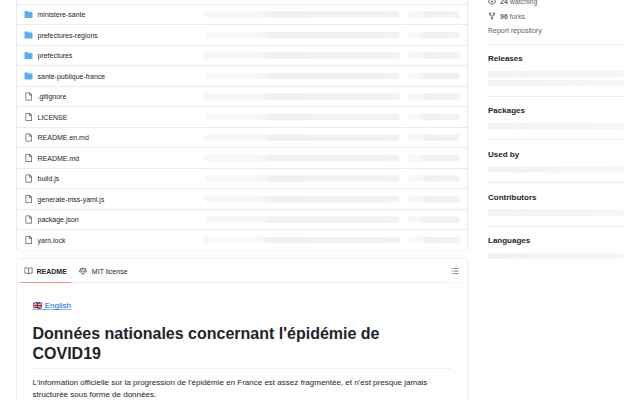 ministere-sante
24 watching
96 forks
prefectures-regions
Report repository
prefectures
Releases
sante-publique-france
.gitignore
Packages
LICENSE
README.en.md
Used by
README.md
build.js
Contributors
generate-mss-yaml.js
package.json
Languages
yarn.lock
README
MIT license
English
Données nationales concernant l'épidémie de
COVID19
L'information officielle sur la progression de l'épidémie en France est assez fragmentée, et n'est presque jamais
structurée sous forme de données.